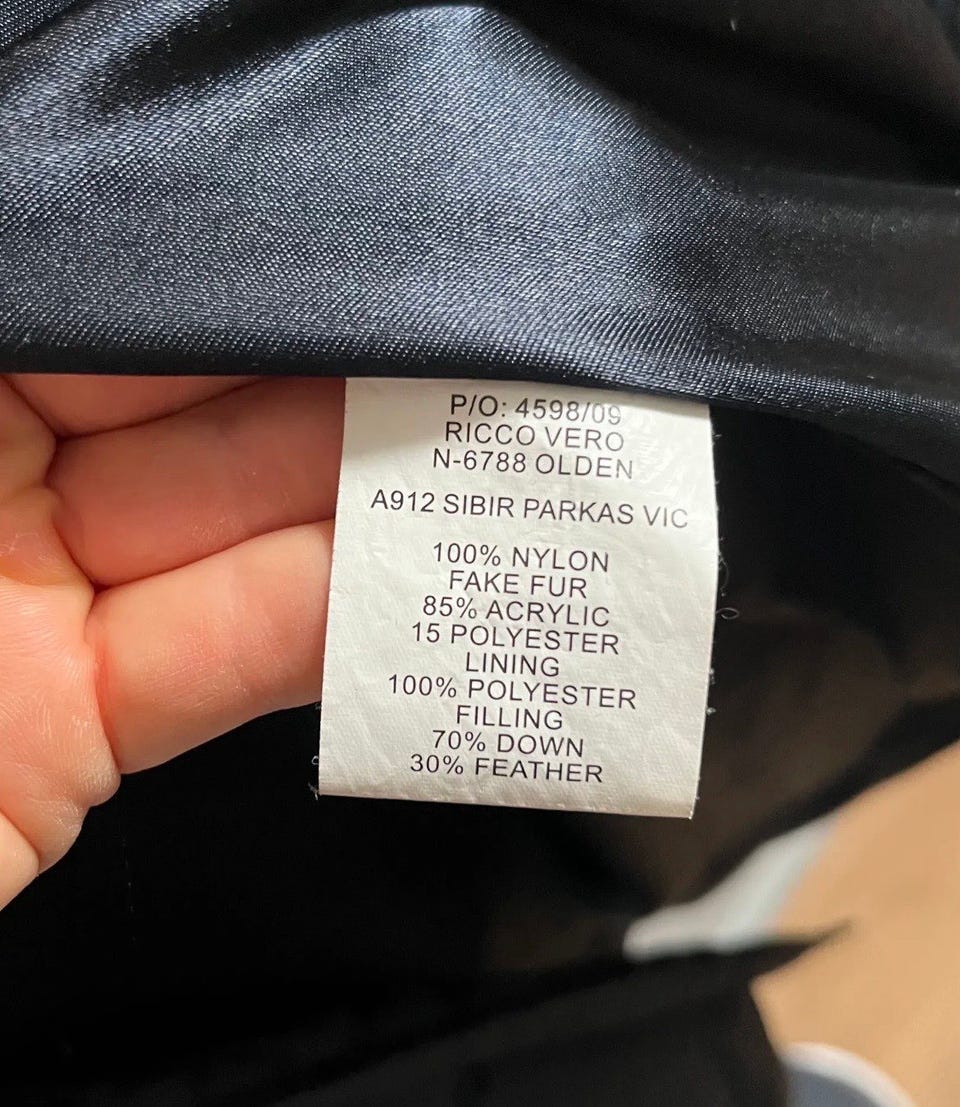 P/O: 4598/09
RICCO VERO
N-6788 OLDEN
A912 SIBIR PARKAS VIC
100% NYLON
FAKE FUR
85% ACRYLIC
15 POLYESTER
LINING
100% POLYESTER
FILLING
70% DOWN
30% FEATHER